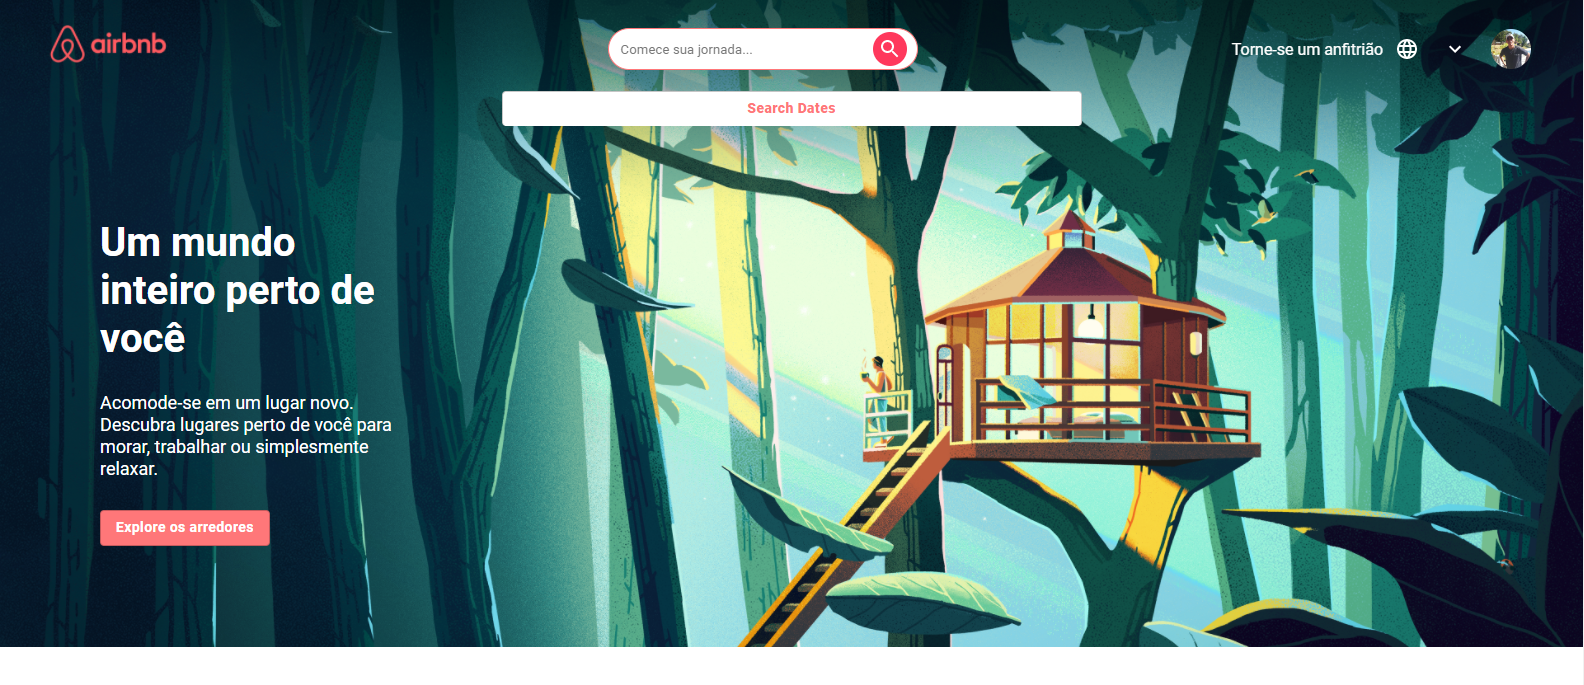 airbnb
Comece sua jornada...
Torne-se um anfitrião
Search Dates
Um mundo
inteiro perto de
você
Acomode-se em um lugar novo.
Descubra lugares perto de você para
morar, trabalhar ou simplesmente
relaxar.
Explore os arredores